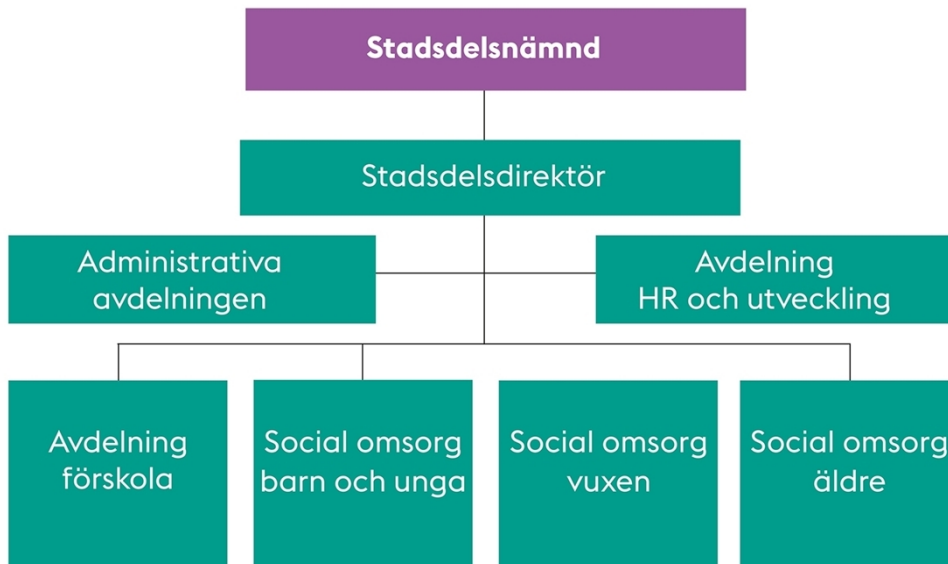 Stadsdelsnämnd
Stadsdelsdirektör
Administrativa
avdelningen
Avdelning
HR och utveckling
Avdelning
förskola
Social omsorg
barn och unga
Social omsorg
vuxen
Social omsorg
äldre